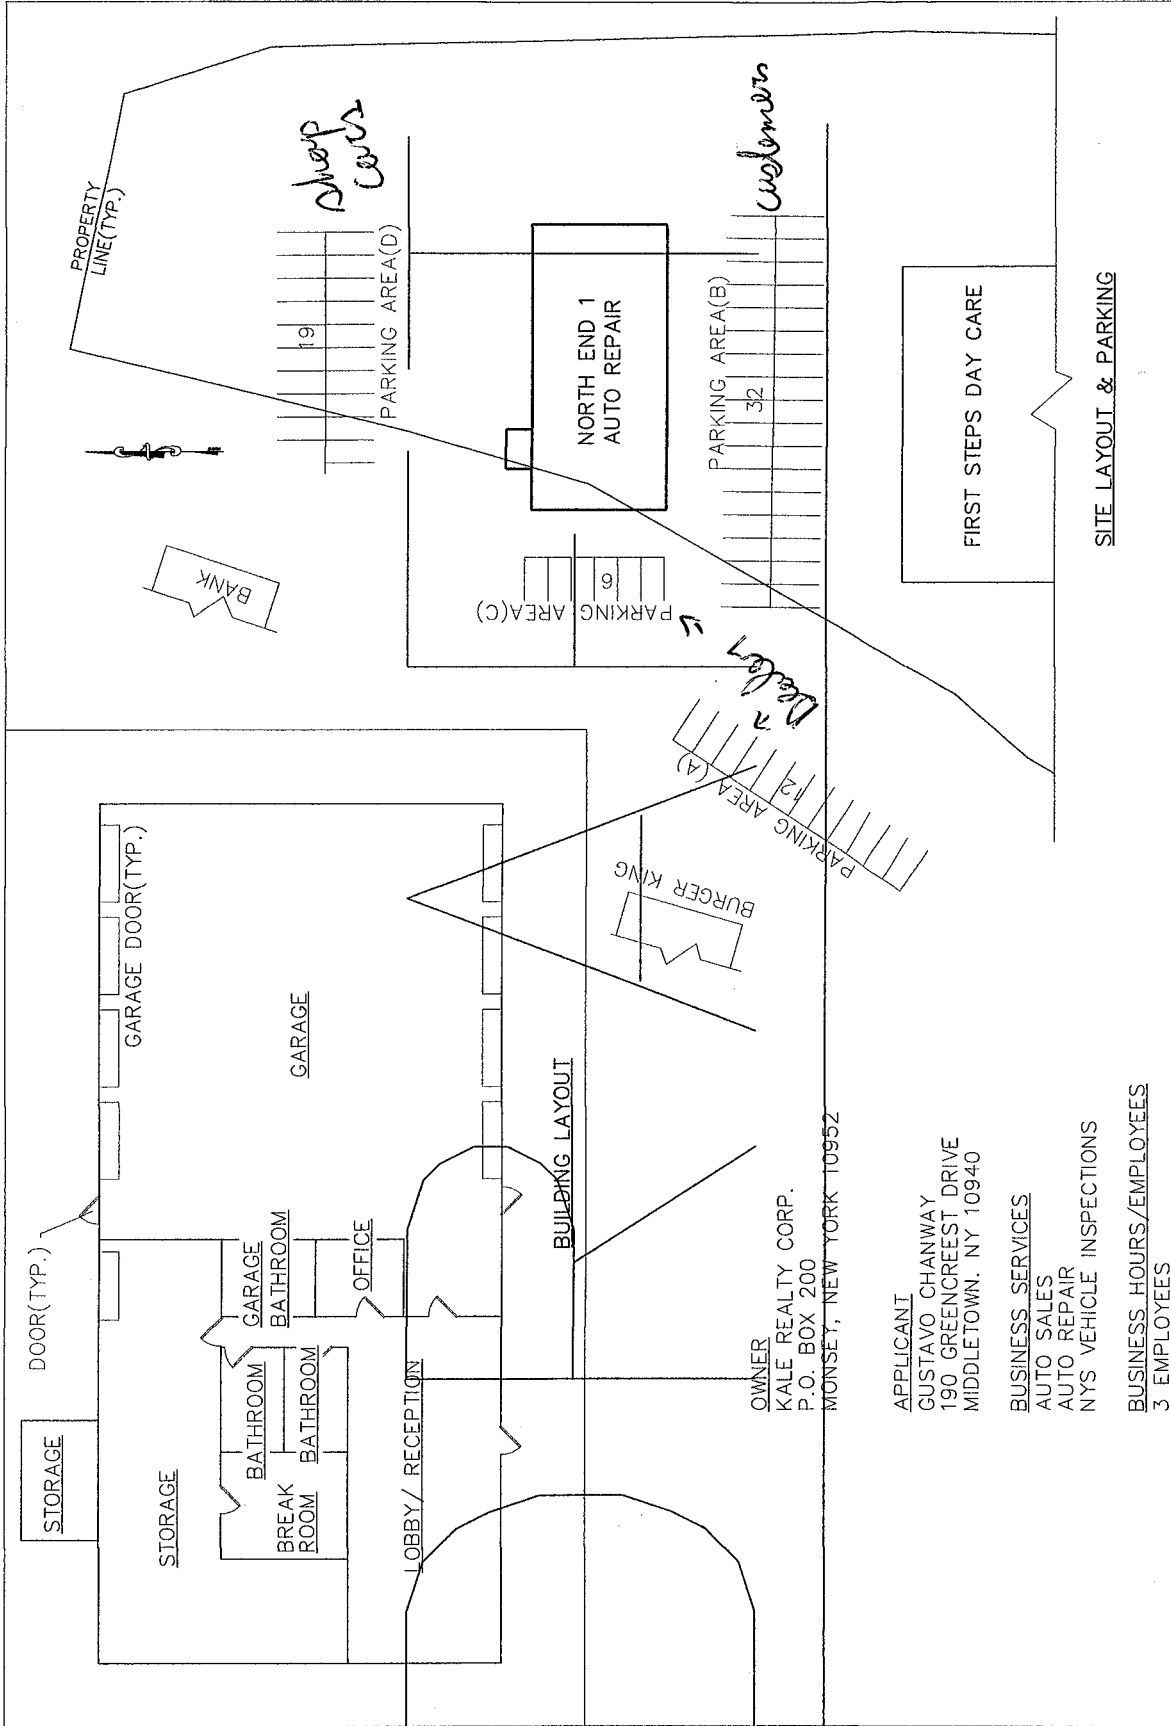 DOOR(TYP.)
STORAGE
STORAGE
BREAK
ROOM
BATHROOM
BATHROOM
GARAGE
BATHROOM
OFFICE
LOBBY/ RECEPTION
GARAGE DOOR(TYP.)
GARAGE
BUILDING LAYOUT
PROPERTY
LINE(TYP.)
shop
cars
19
PARKING AREA(D)
BANK
NORTH END 1
AUTO REPAIR
PARKING AREA(C)
6
PARKING AREA(B)
32
customers
Dealer
PARKING AREA (A)
12
BURGER KING
FIRST STEPS DAY CARE
SITE LAYOUT & PARKING
OWNER
KALE REALTY CORP.
P.O. BOX 200
MONSEY, NEW YORK 10952
APPLICANT
GUSTAVO CHANWAY
190 GREENCREEST DRIVE
MIDDLETOWN. NY 10940
BUSINESS SERVICES
AUTO SALES
AUTO REPAIR
NYS VEHICLE INSPECTIONS
BUSINESS HOURS/EMPLOYEES
3 EMPLOYEES